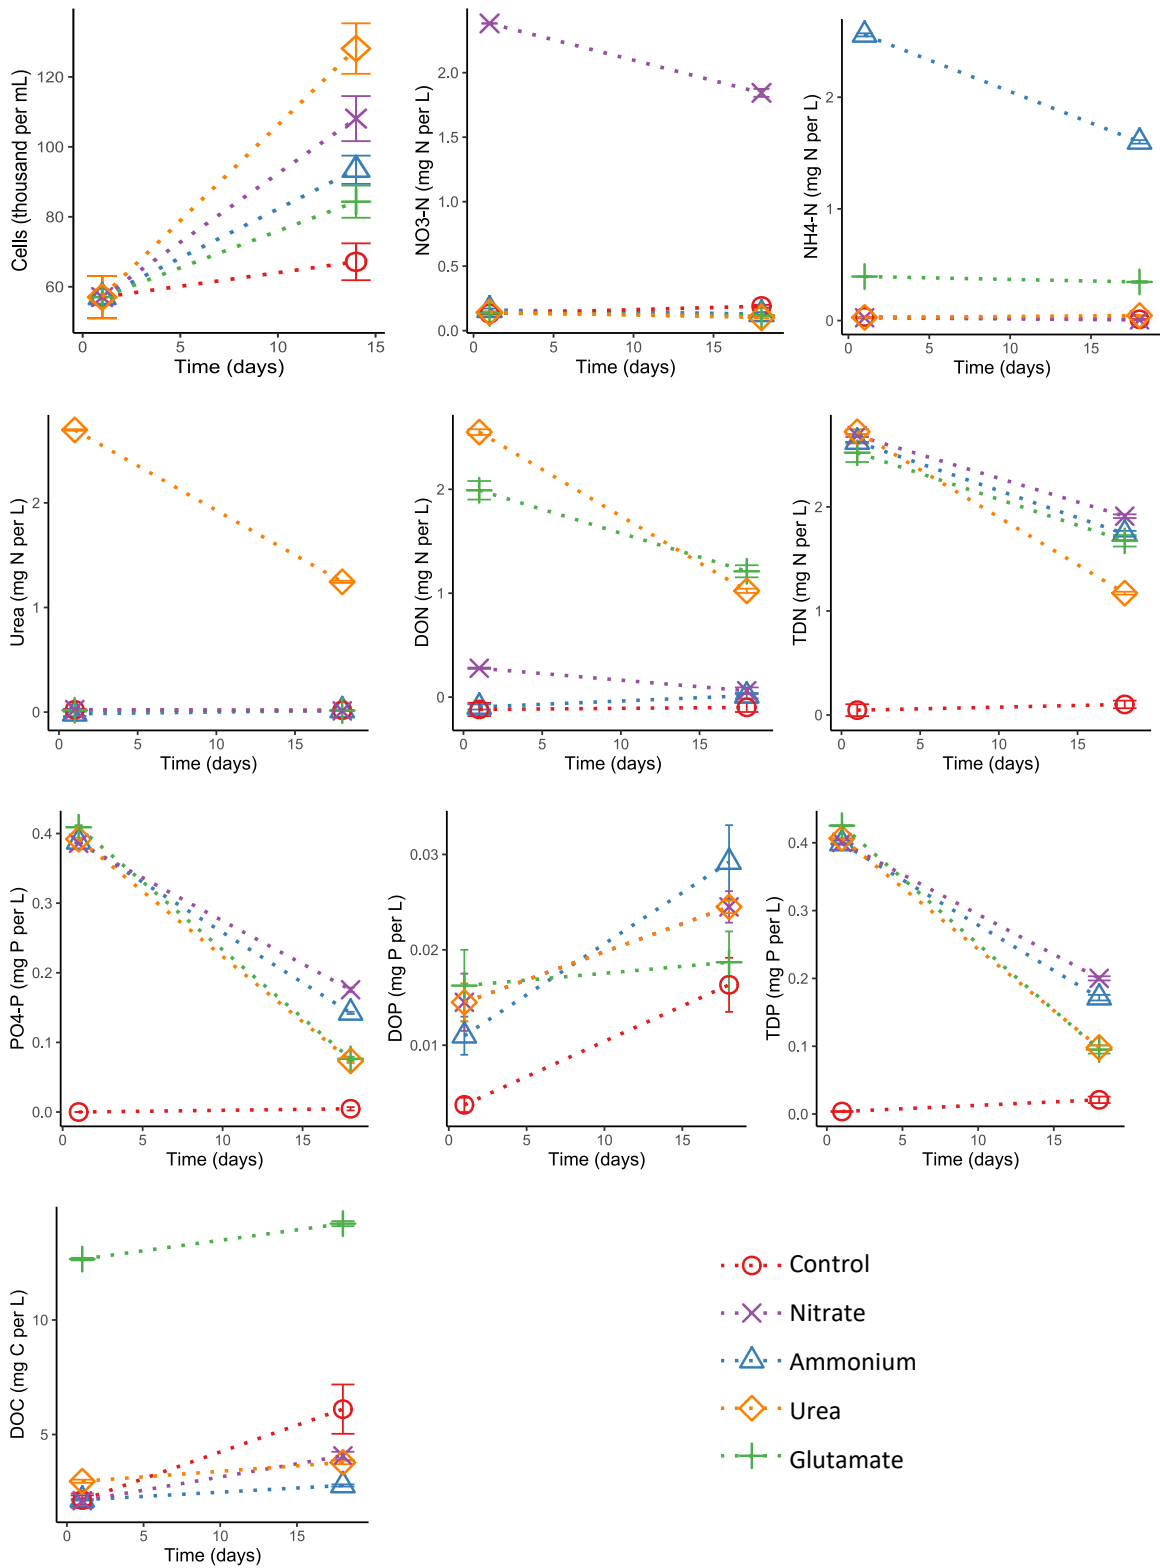 Cells (thousand per mL)
120
100
80
60
0 5 10 15
Time (days)
NO3-N (mg N per L)
2.0
1.5
1.0
0.5
0.0
0 5 10 15
Time (days)
NH4-N (mg N per L)
2
1
0
0 5 10 15
Time (days)
Urea (mg N per L)
2
1
0
0 5 10 15
Time (days)
DON (mg N per L)
2
1
0
0 5 10 15
Time (days)
TDN (mg N per L)
2
1
0
0 5 10 15
Time (days)
PO4-P (mg P per L)
0.4
0.3
0.2
0.1
0.0
0 5 10 15
Time (days)
DOP (mg P per L)
0.03
0.02
0.01
0 5 10 15
Time (days)
TDP (mg P per L)
0.4
0.3
0.2
0.1
0.0
0 5 10 15
Time (days)
DOC (mg C per L)
10
5
0 5 10 15
Time (days)
Control
Nitrate
Ammonium
Urea
Glutamate